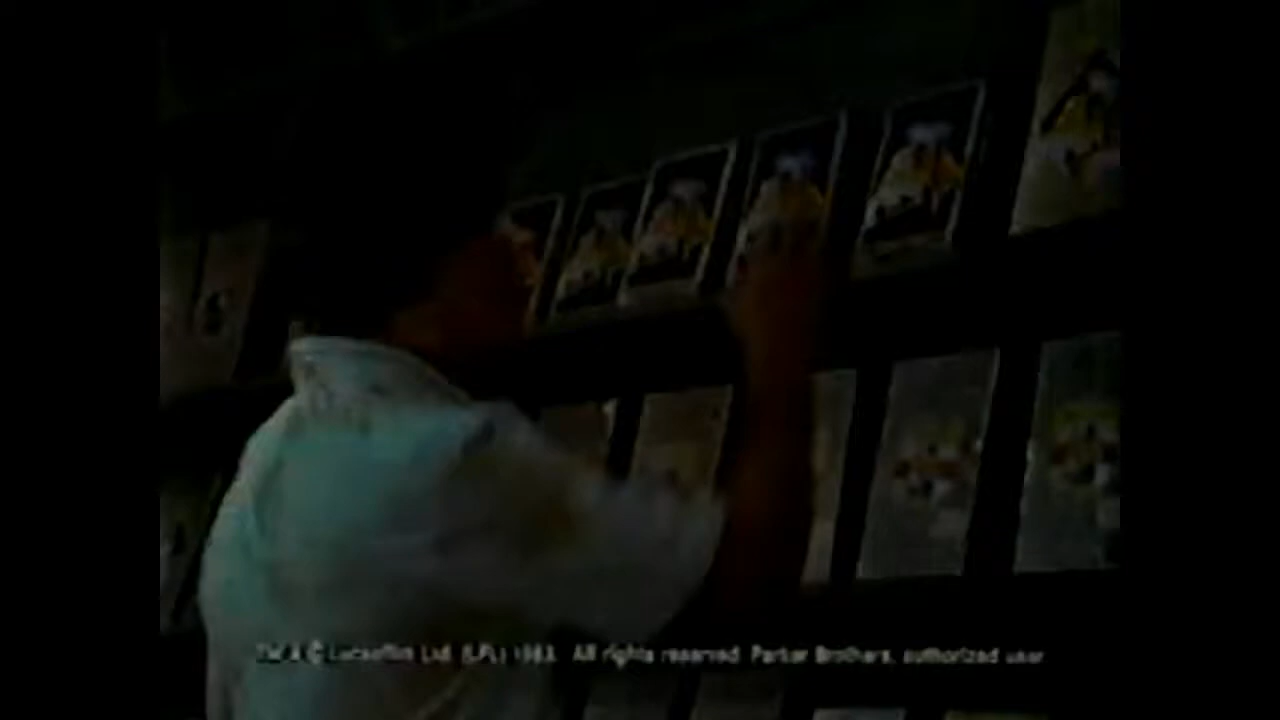 TM & © Lucasfilm Ltd. (LFL) 1983. All rights reserved. Parker Brothers, authorized user.